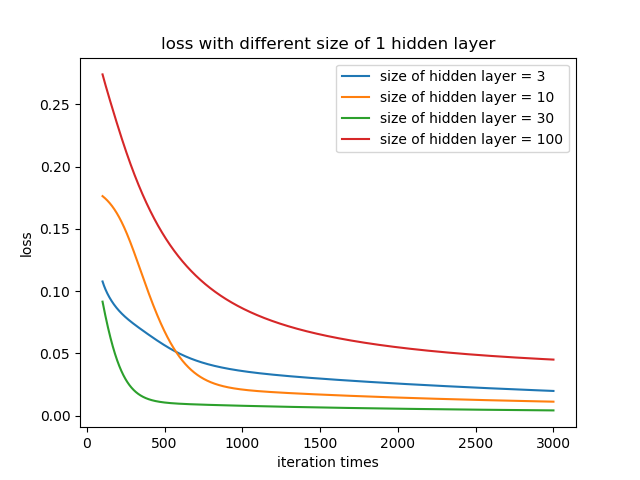 loss with different size of 1 hidden layer
size of hidden layer = 3
size of hidden layer = 10
size of hidden layer = 30
size of hidden layer = 100
0.25
0.20
0.15
0.10
0.05
0.00
loss
0 500 1000 1500 2000 2500 3000
iteration times